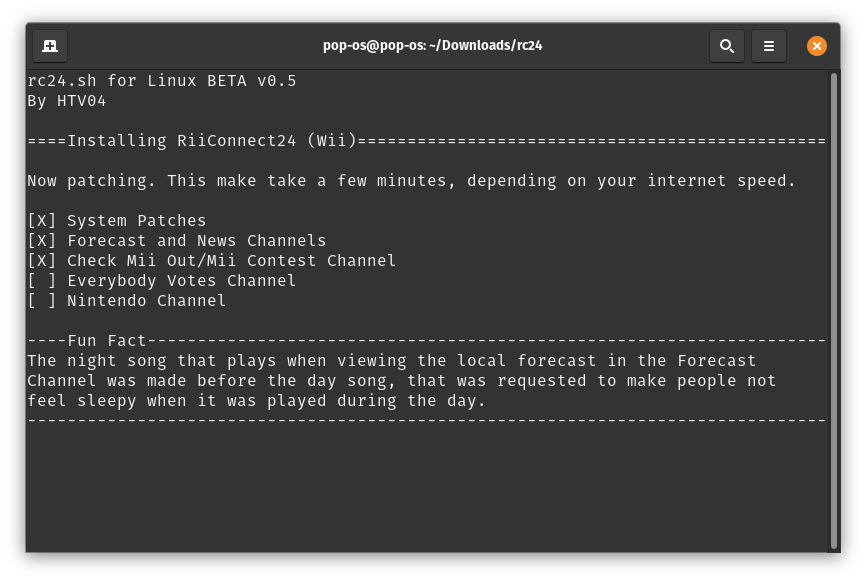 pop-os@pop-os: ~/Downloads/rc24
rc24.sh for Linux BETA v0.5
By HTV04
====Installing RiiConnect24 (Wii)===============================================
Now patching. This make take a few minutes, depending on your internet speed.
[X] System Patches
[X] Forecast and News Channels
[X] Check Mii Out/Mii Contest Channel
[ ] Everybody Votes Channel
[ ] Nintendo Channel
----Fun Fact--------------------------------------------------------------------
The night song that plays when viewing the local forecast in the Forecast
Channel was made before the day song, that was requested to make people not
feel sleepy when it was played during the day.
--------------------------------------------------------------------------------